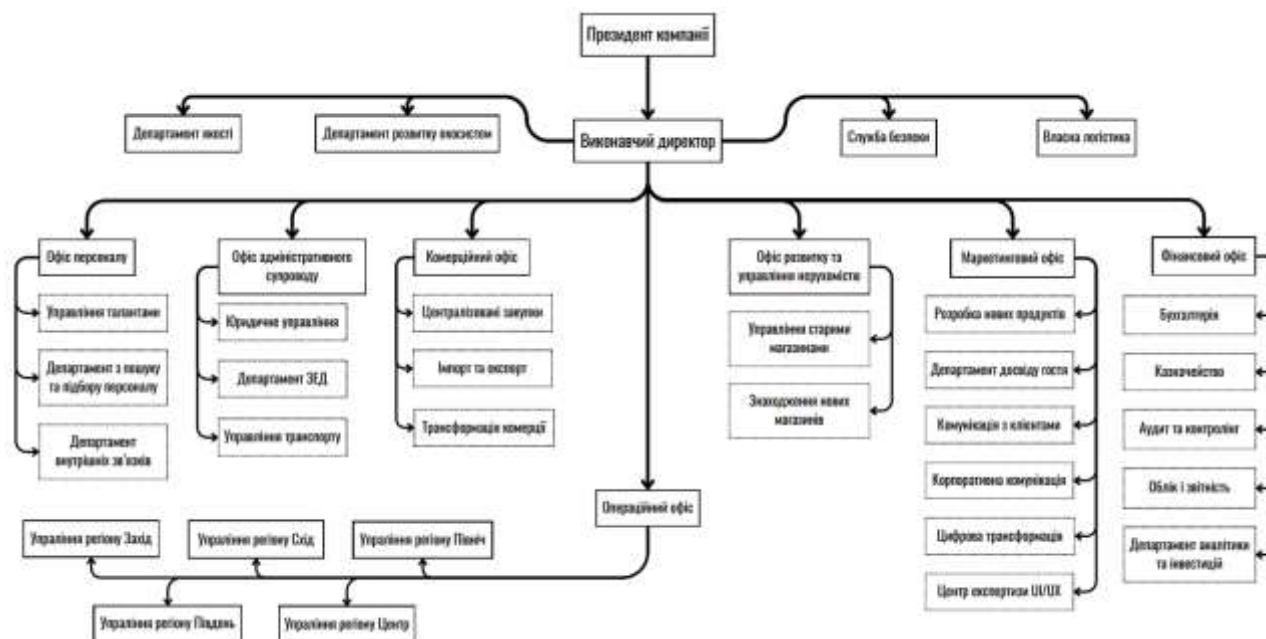 Президент компанії
Департамент якості
Департамент розвитку екосистем
Виконавчий директор
Служба безпеки
Власна логістика
Офіс персоналу
Управління талантами
Департамент з пошуку
та підбору персоналу
Департамент
внутрішніх зв'язків
Офіс адміністративного
супроводу
Юридичне управління
Департамент ЗЕД
Управління транспорту
Комерційний офіс
Централізовані закупки
Імпорт та експорт
Трансформація комерції
Офіс розвитку та
управління нерухомістю
Управління старими
магазинами
Знаходження нових
магазинів
Маркетинговий офіс
Розробка нових продуктів
Департамент досвіду гостя
Комунікація з клієнтами
Корпоративна комунікація
Цифрова трансформація
Центр експертизи UI/UX
Фінансовий офіс
Бухгалтерія
Казначейство
Аудит та контролінг
Облік і звітність
Департамент аналітики
та інвестицій
Операційний офіс
Упраління регіону Захід
Упраління регіону Схід
Упраління регіону Північ
Упраління регіону Південь
Упраління регіону Центр